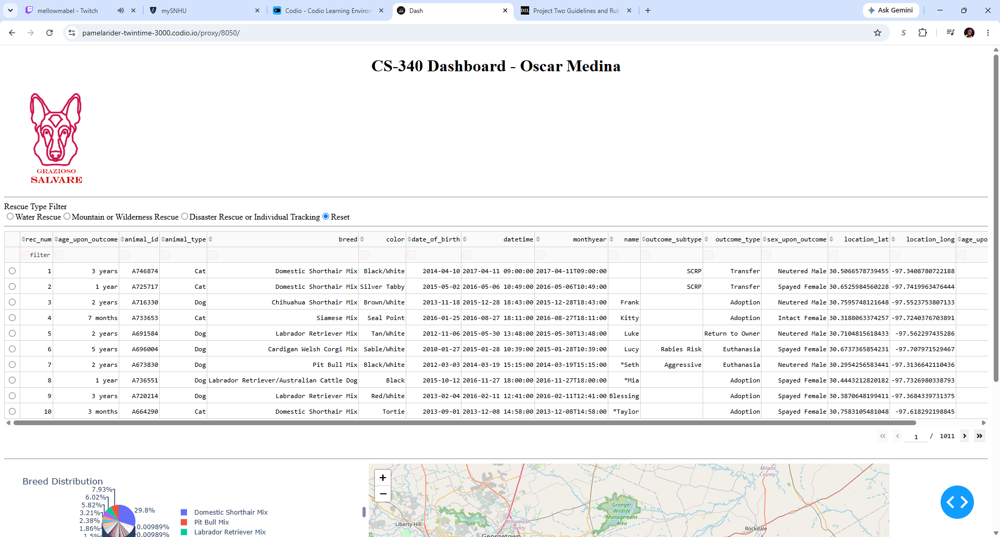 mellowmabel - Twitch
mySNHU
Codio - Codio Learning Environ
Dash
Project Two Guidelines and Rub
Ask Gemini
pamelarider-twintime-3000.codio.io/proxy/8050/
CS-340 Dashboard - Oscar Medina
GRAZIOSO
SALVARE
Rescue Type Filter
Water Rescue Mountain or Wilderness Rescue Disaster Rescue or Individual Tracking Reset
rec_num age_upon_outcome animal_id animal_type breed color date_of_birth datetime monthyear name outcome_subtype outcome_type sex_upon_outcome location_lat location_long age_upo
filter
1 3 years A746874 Cat Domestic Shorthair Mix Black/White 2014-04-10 2017-04-11 09:00:00 2017-04-11T09:00:00 SCRP Transfer Neutered Male 30.5066578739455 -97.3408780722188
2 1 year A725717 Cat Domestic Shorthair Mix Silver Tabby 2015-05-02 2016-05-06 10:49:00 2016-05-06T10:49:00 SCRP Transfer Spayed Female 30.6525984560228 -97.7419963476444
3 2 years A716330 Dog Chihuahua Shorthair Mix Brown/White 2013-11-18 2015-12-28 18:43:00 2015-12-28T18:43:00 Frank Adoption Neutered Male 30.7595748121648 -97.5523753807133
4 7 months A733653 Cat Siamese Mix Seal Point 2016-01-25 2016-08-27 18:11:00 2016-08-27T18:11:00 Kitty Adoption Intact Female 30.3188063374257 -97.7240376703891
5 2 years A691584 Dog Labrador Retriever Mix Tan/White 2012-11-06 2015-05-30 13:48:00 2015-05-30T13:48:00 Luke Return to Owner Neutered Male 30.7104815618433 -97.562297435286
6 5 years A696004 Dog Cardigan Welsh Corgi Mix Sable/White 2010-01-27 2015-01-28 10:39:00 2015-01-28T10:39:00 Lucy Rabies Risk Euthanasia Spayed Female 30.6737365854231 -97.707971529467
7 2 years A673830 Dog Pit Bull Mix Black/White 2012-03-03 2014-03-19 15:15:00 2014-03-19T15:15:00 *Seth Aggressive Euthanasia Neutered Male 30.2954256583441 -97.3136642110436
8 1 year A736551 Dog Labrador Retriever/Australian Cattle Dog Black 2015-10-12 2016-11-27 18:00:00 2016-11-27T18:00:00 *Mia Adoption Spayed Female 30.4443212820182 -97.7326980338793
9 3 years A720214 Dog Labrador Retriever Mix Red/White 2013-02-04 2016-02-11 12:41:00 2016-02-11T12:41:00 Blessing Adoption Spayed Female 30.3870648199411 -97.3684339731375
10 3 months A664290 Cat Domestic Shorthair Mix Tortie 2013-09-01 2013-12-08 14:58:00 2013-12-08T14:58:00 *Taylor Adoption Spayed Female 30.7583105481048 -97.618292198845
1 / 1011
Breed Distribution
7.93%
6.02%
5.82%
3.21%
2.38%
1.86%
1.5%
29.8%
0.00989%
0.00989%
Domestic Shorthair Mix
Pit Bull Mix
Labrador Retriever Mix
Milam
County
Granger
Wildlife
Management
Area
Liberty Hill
Williamson
County
Georgetown
Rockdale